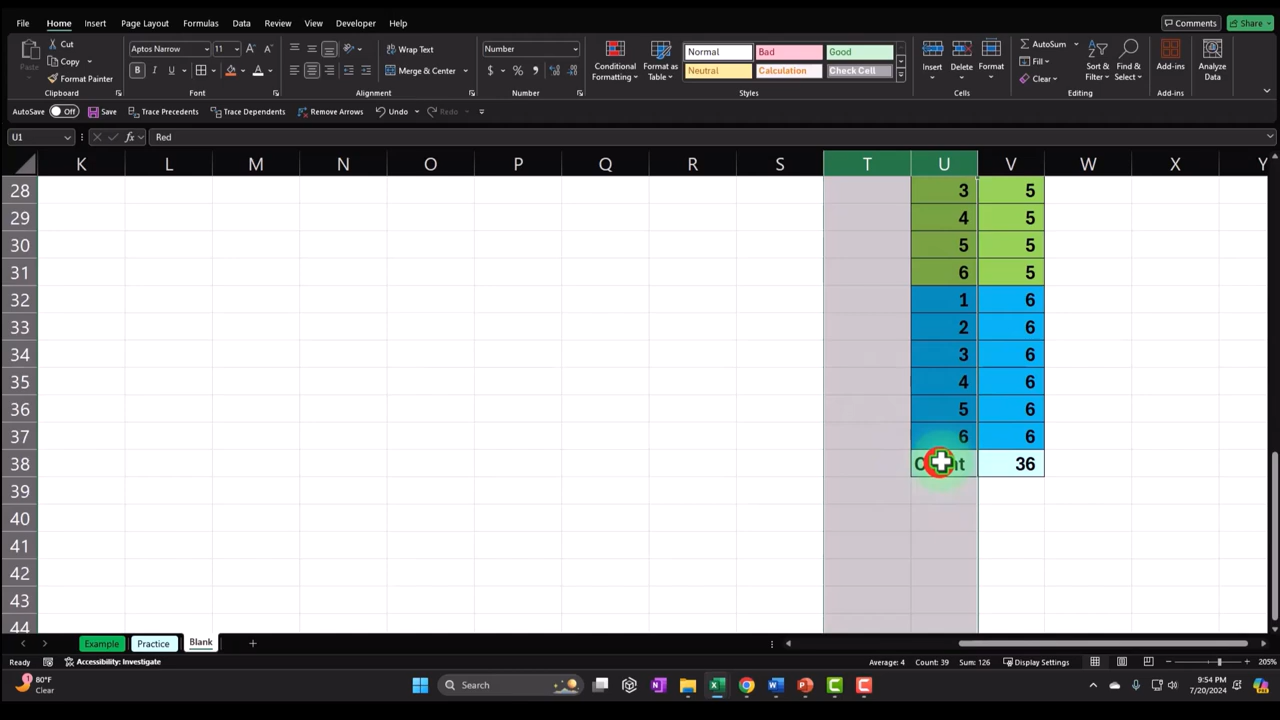 File Home Insert Page Layout Formulas Data Review View Developer Help Comments Share
Cut Aptos Narrow 11 Wrap Text Number Normal Bad Good AutoSum
Paste Copy Conditional Formatting Format as Table Insert Delete Format Fill Sort & Filter Find & Select Add-ins Analyze Data
Format Painter B I U Merge & Center $ % Neutral Calculation Check Cell Clear
Clipboard Font Alignment Number Styles Cells Editing Add-ins
AutoSave Off Save Trace Precedents Trace Dependents Remove Arrows Undo Redo
U1 fx Red
K L M N O P Q R S T U V W X Y
28 3 5
29 4 5
30 5 5
31 6 5
32 1 6
33 2 6
34 3 6
35 4 6
36 5 6
37 6 6
38 Count 36
39
40
41
42
43
44
Example Practice Blank
Ready Accessibility: Investigate Average: 4 Count: 39 Sum: 126 Display Settings 205%
80°F
Clear
Search
9:54 PM
7/20/2024